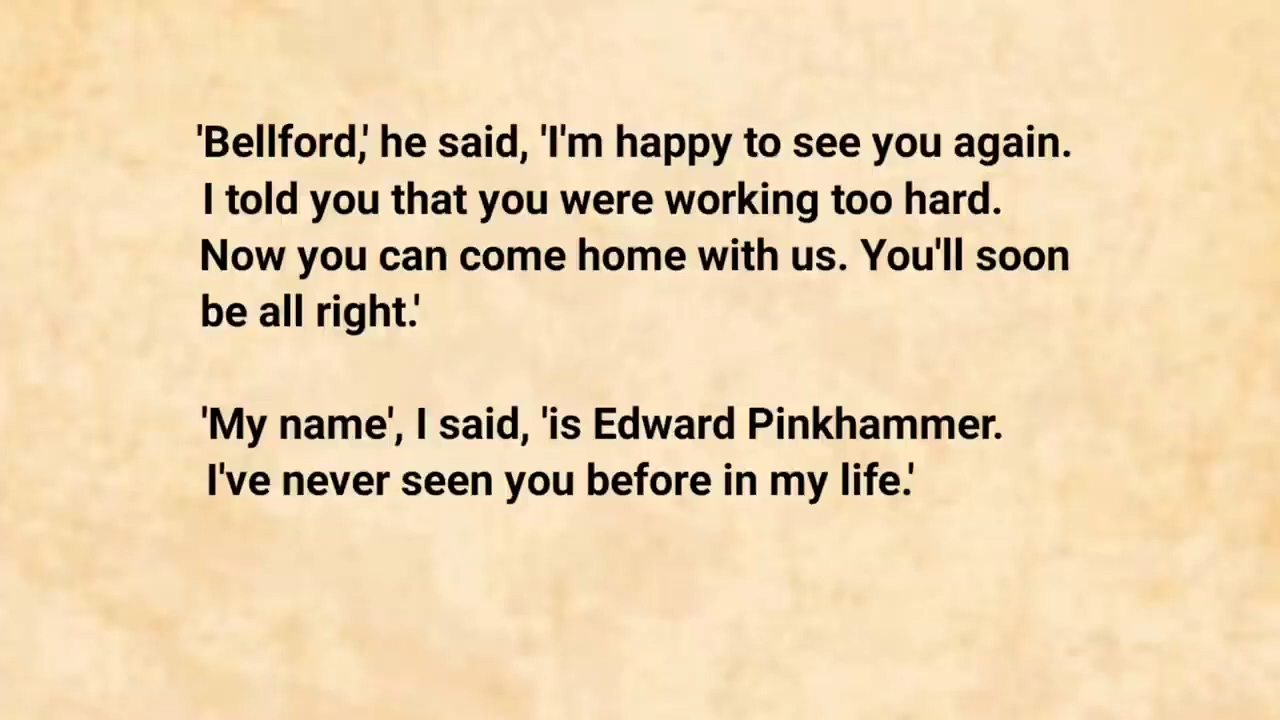 'Bellford,' he said, 'I'm happy to see you again.
I told you that you were working too hard.
Now you can come home with us. You'll soon
be all right.'
'My name', I said, 'is Edward Pinkhammer.
I've never seen you before in my life.'